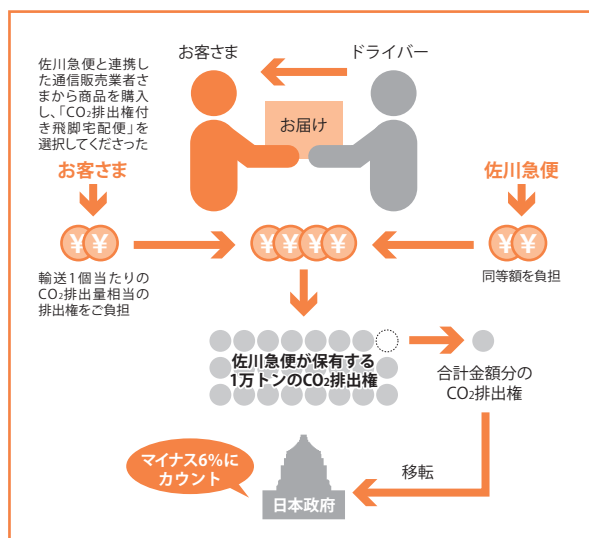 お客さま
ドライバー
佐川急便と連携し
た通信販売業者さ
まから商品を購入
し、「CO₂排出権付
き飛脚宅配便」を
選択してくださった
お客さま
お届け
佐川急便
¥¥
¥¥¥¥
¥¥
輸送1個当たりの
CO₂排出量相当の
排出権をご負担
同等額を負担
佐川急便が保有する
1万トンのCO₂排出権
合計金額分の
CO₂排出権
マイナス6%に
カウント
移転
日本政府